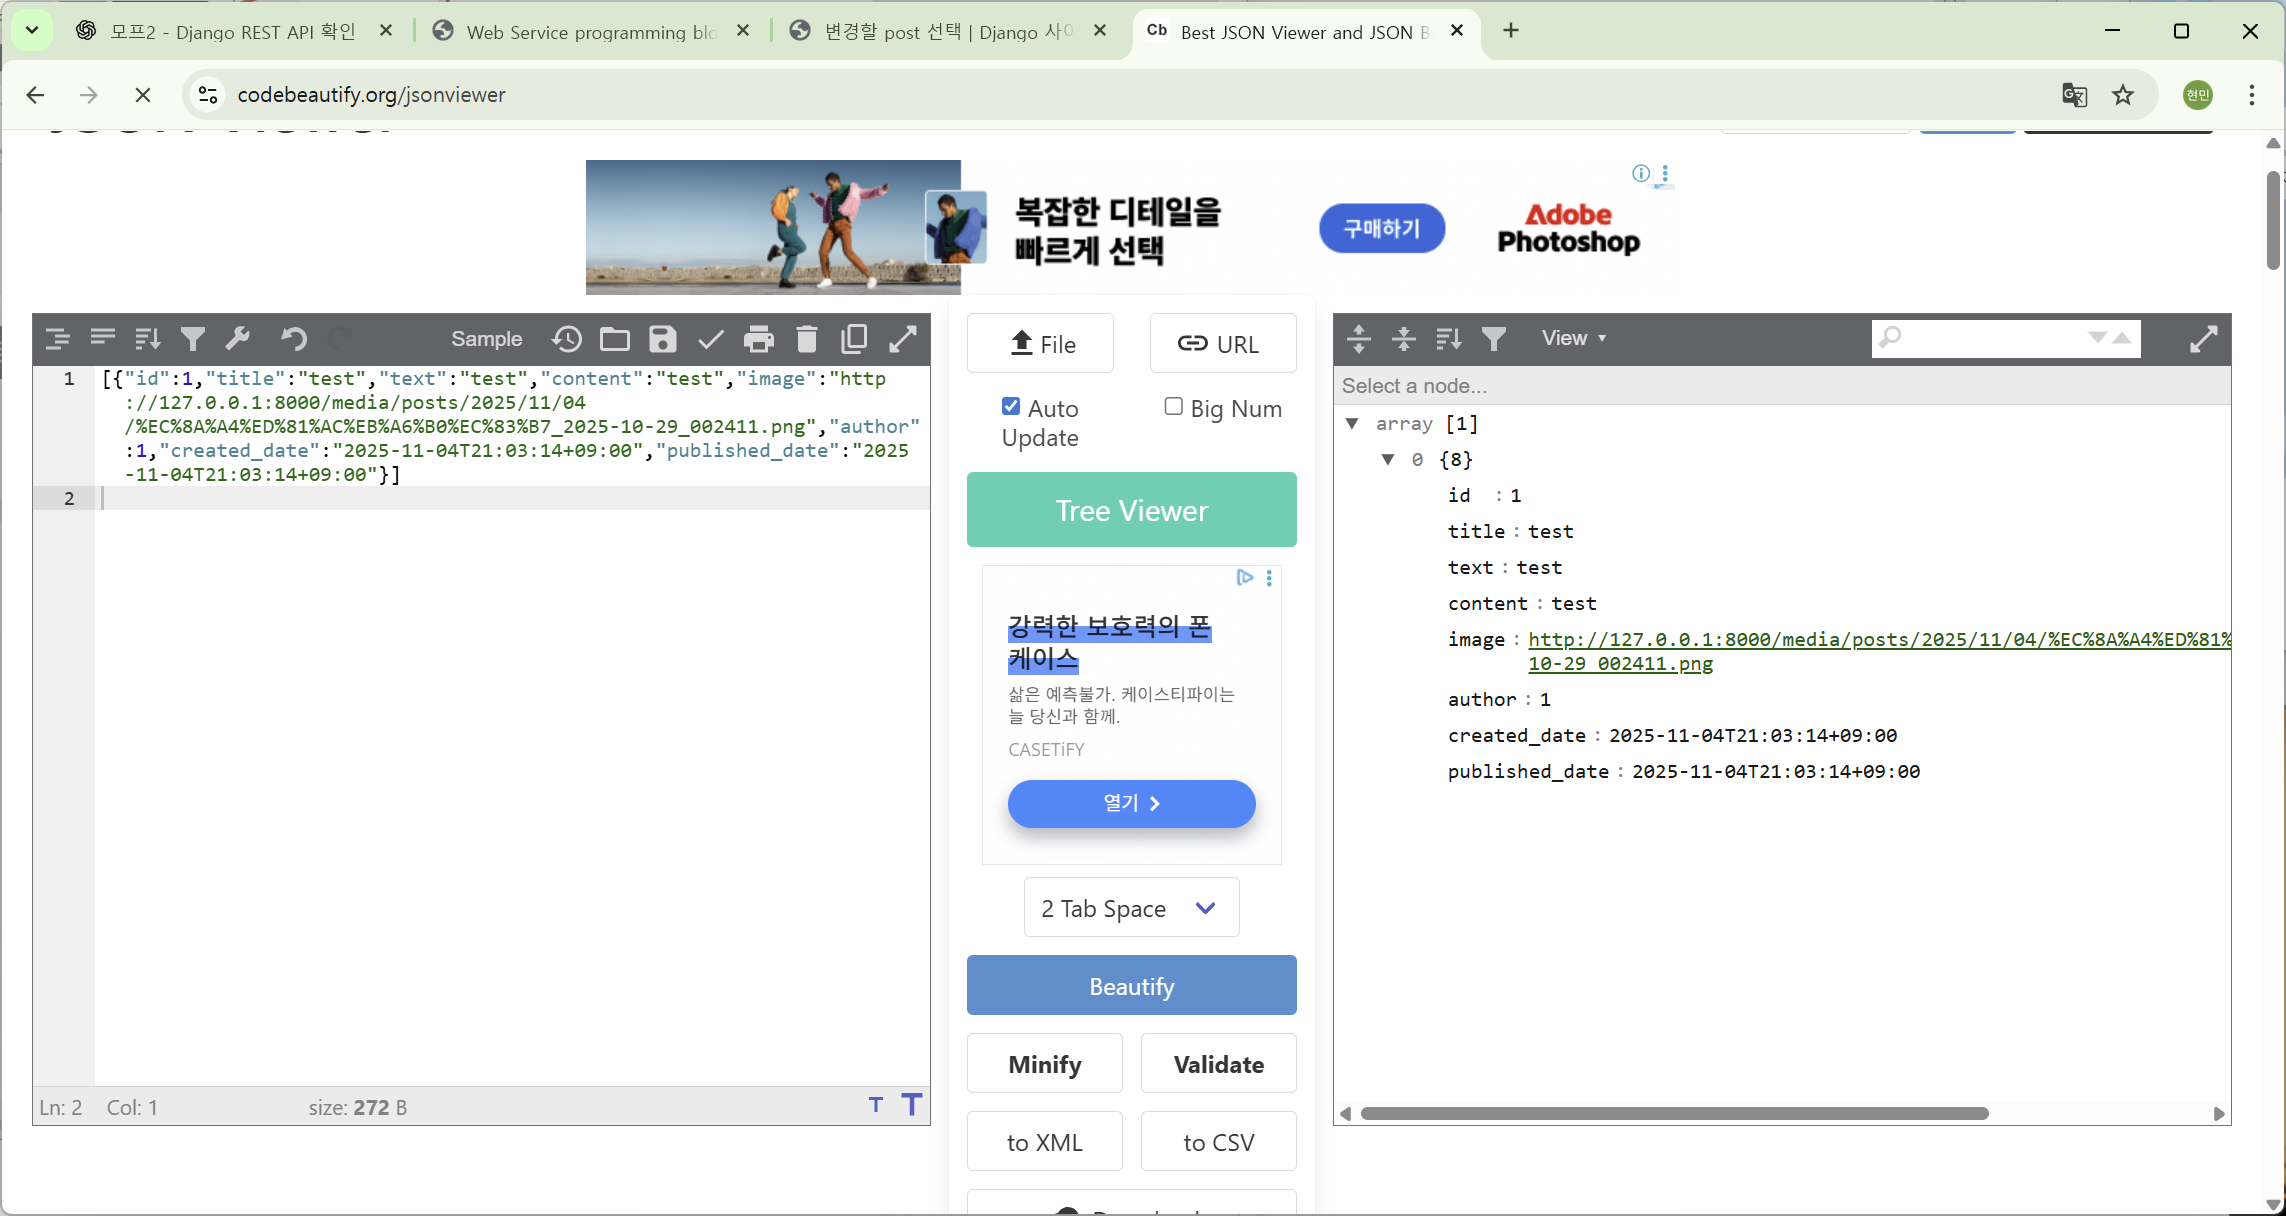 모프2 - Django REST API 확인
Web Service programming blo
변경할 post 선택 | Django 사이
Cb Best JSON Viewer and JSON B
codebeautify.org/jsonviewer
현민
JSON Viewer
복잡한 디테일을
빠르게 선택
구매하기
Adobe
Photoshop
Sample
1 [{"id":1,"title":"test","text":"test","content":"test","image":"http
://127.0.0.1:8000/media/posts/2025/11/04
/%EC%8A%A4%ED%81%AC%EB%A6%B0%EC%83%B7_2025-10-29_002411.png","author"
:1,"created_date":"2025-11-04T21:03:14+09:00","published_date":"2025
-11-04T21:03:14+09:00"}]
2
Ln: 2 Col: 1 size: 272 B
T T
File
URL
Auto
Update
Big Num
Tree Viewer
강력한 보호력의 폰
케이스
삶은 예측불가. 케이스티파이는
늘 당신과 함께.
CASETiFY
열기
2 Tab Space
Beautify
Minify
Validate
to XML
to CSV
View
Select a node...
array [1]
0 {8}
id : 1
title : test
text : test
content : test
image : http://127.0.0.1:8000/media/posts/2025/11/04/%EC%8A%A4%ED%81%
10-29_002411.png
author : 1
created_date : 2025-11-04T21:03:14+09:00
published_date : 2025-11-04T21:03:14+09:00